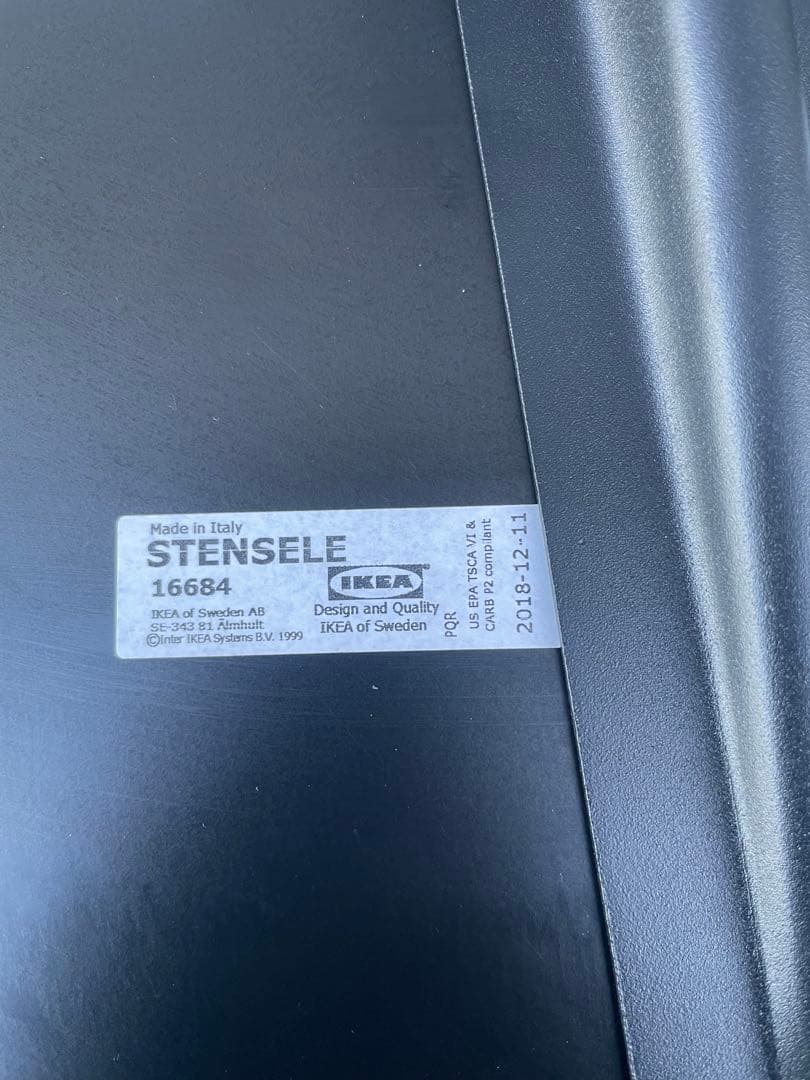 Made in Italy
STENSELE
16684
IKEA of Sweden AB
SE-343 81 Älmhult
©Inter IKEA Systems B.V. 1999
IKEA®
Design and Quality
IKEA of Sweden
PQR
US EPA TSCA VI &
CARB P2 compliant
2018-12-11